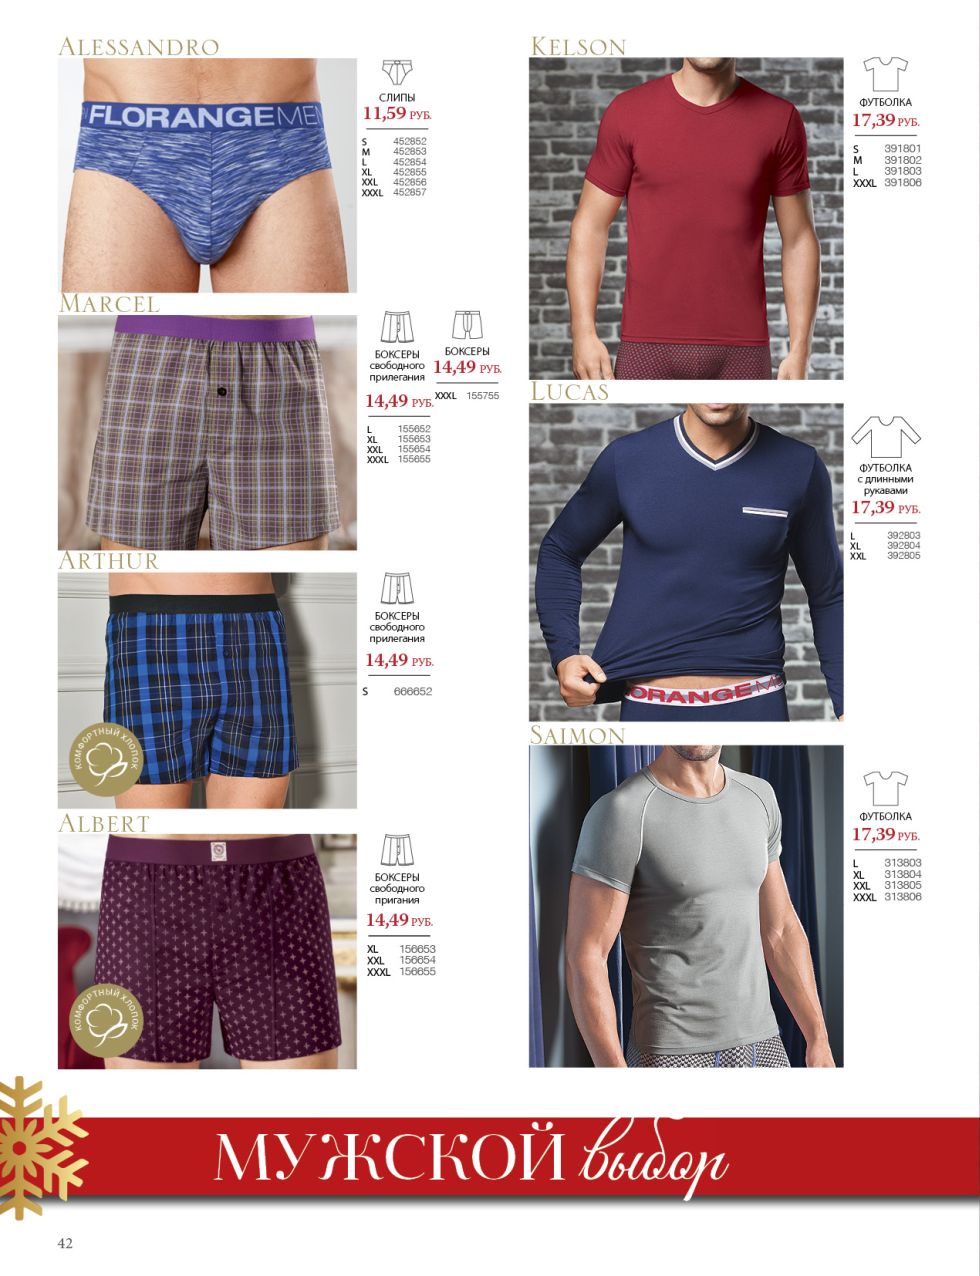 ALESSANDRO
FLORANGE MEN
СЛИПЫ
11,59 РУБ.
S 452852
M 452853
L 452854
XL 452855
XXL 452856
XXXL 452857
MARCEL
БОКСЕРЫ
свободного
прилегания
14,49 РУБ.
L 155652
XL 155653
XXL 155654
XXXL 155655
БОКСЕРЫ
14,49 РУБ.
XXXL 155755
ARTHUR
КОМФОРТНЫЙ ХЛОПОК
БОКСЕРЫ
свободного
прилегания
14,49 РУБ.
S 666652
ALBERT
КОМФОРТНЫЙ ХЛОПОК
БОКСЕРЫ
свободного
пригания
14,49 РУБ.
XL 156653
XXL 156654
XXXL 156655
KELSON
ФУТБОЛКА
17,39 РУБ.
S 391801
M 391802
L 391803
XXXL 391806
LUCAS
ORANGE ME
ФУТБОЛКА
с длинными
рукавами
17,39 РУБ.
L 392803
XL 392804
XXL 392805
SAIMON
ФУТБОЛКА
17,39 РУБ.
L 313803
XL 313804
XXL 313805
XXXL 313806
МУЖСКОЙ выбор
42